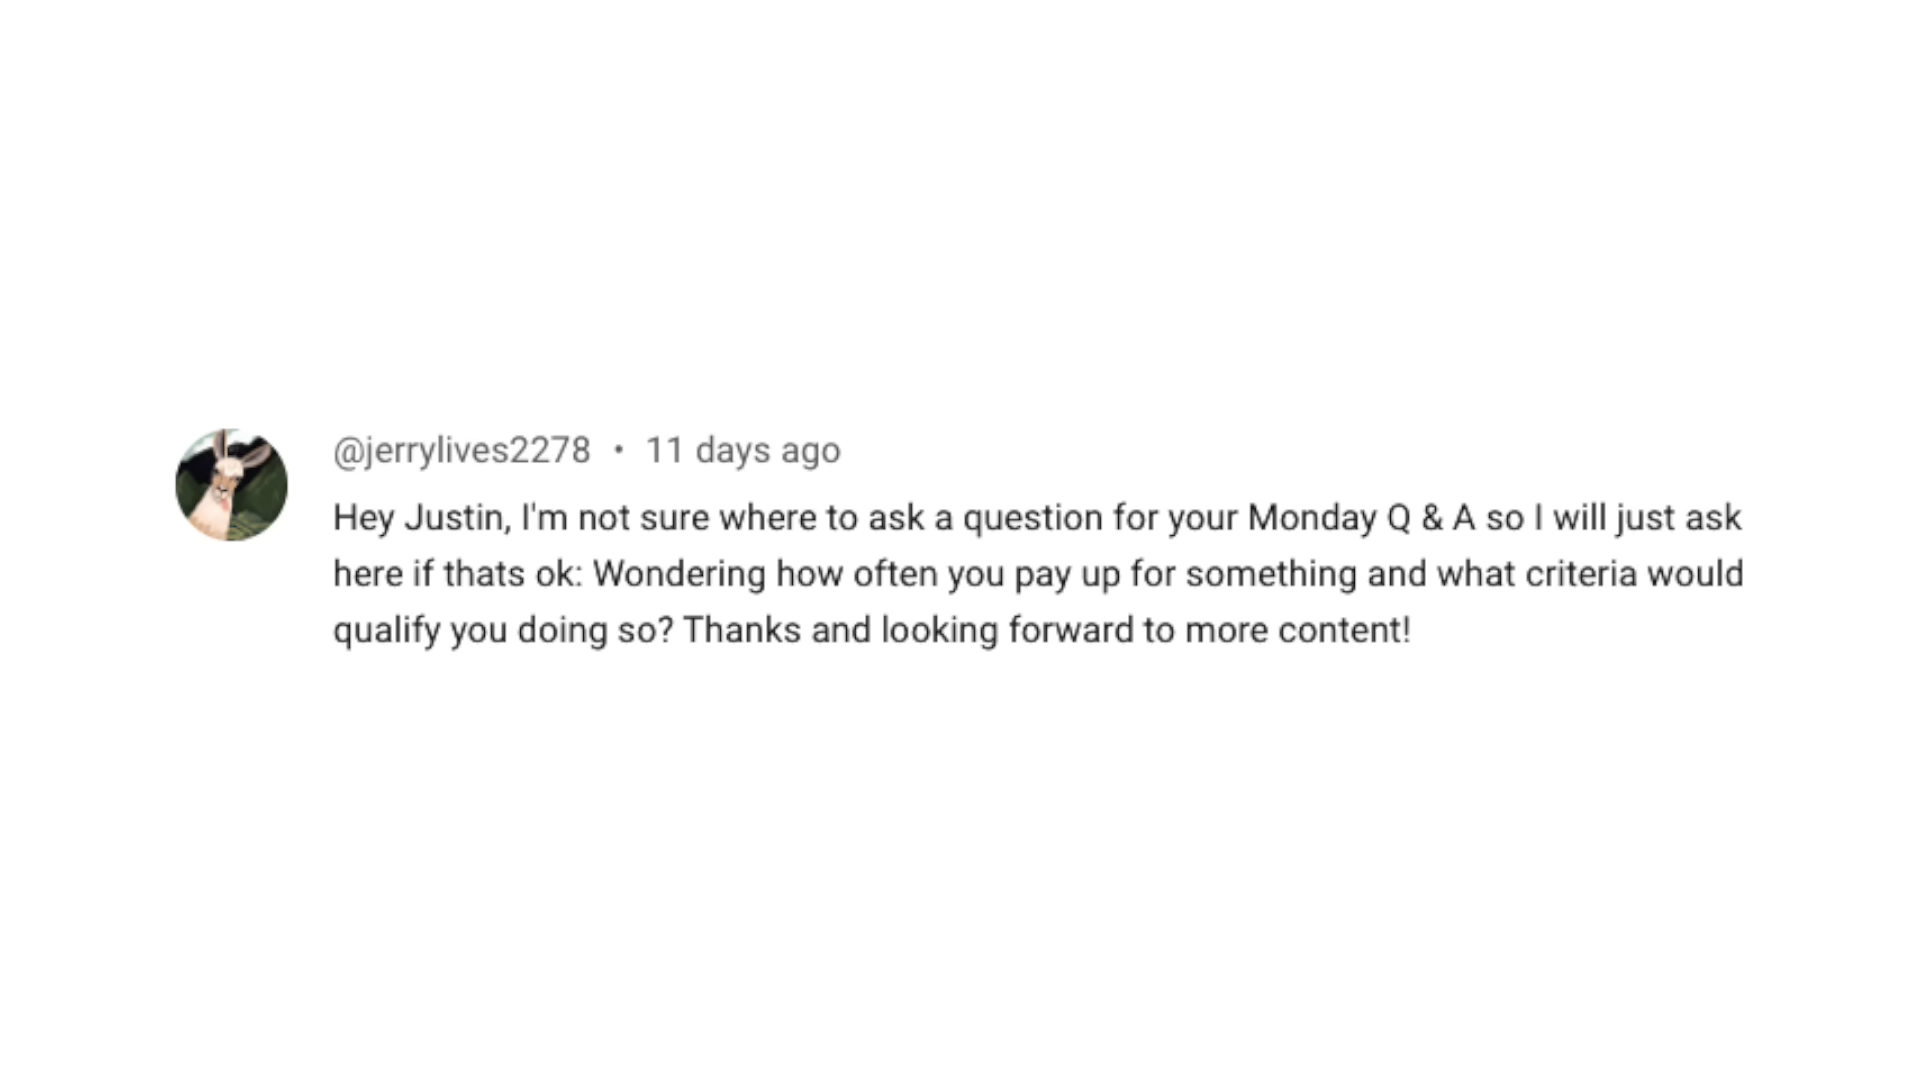 @jerrylives2278 • 11 days ago
Hey Justin, I'm not sure where to ask a question for your Monday Q & A so I will just ask
here if thats ok: Wondering how often you pay up for something and what criteria would
qualify you doing so? Thanks and looking forward to more content!